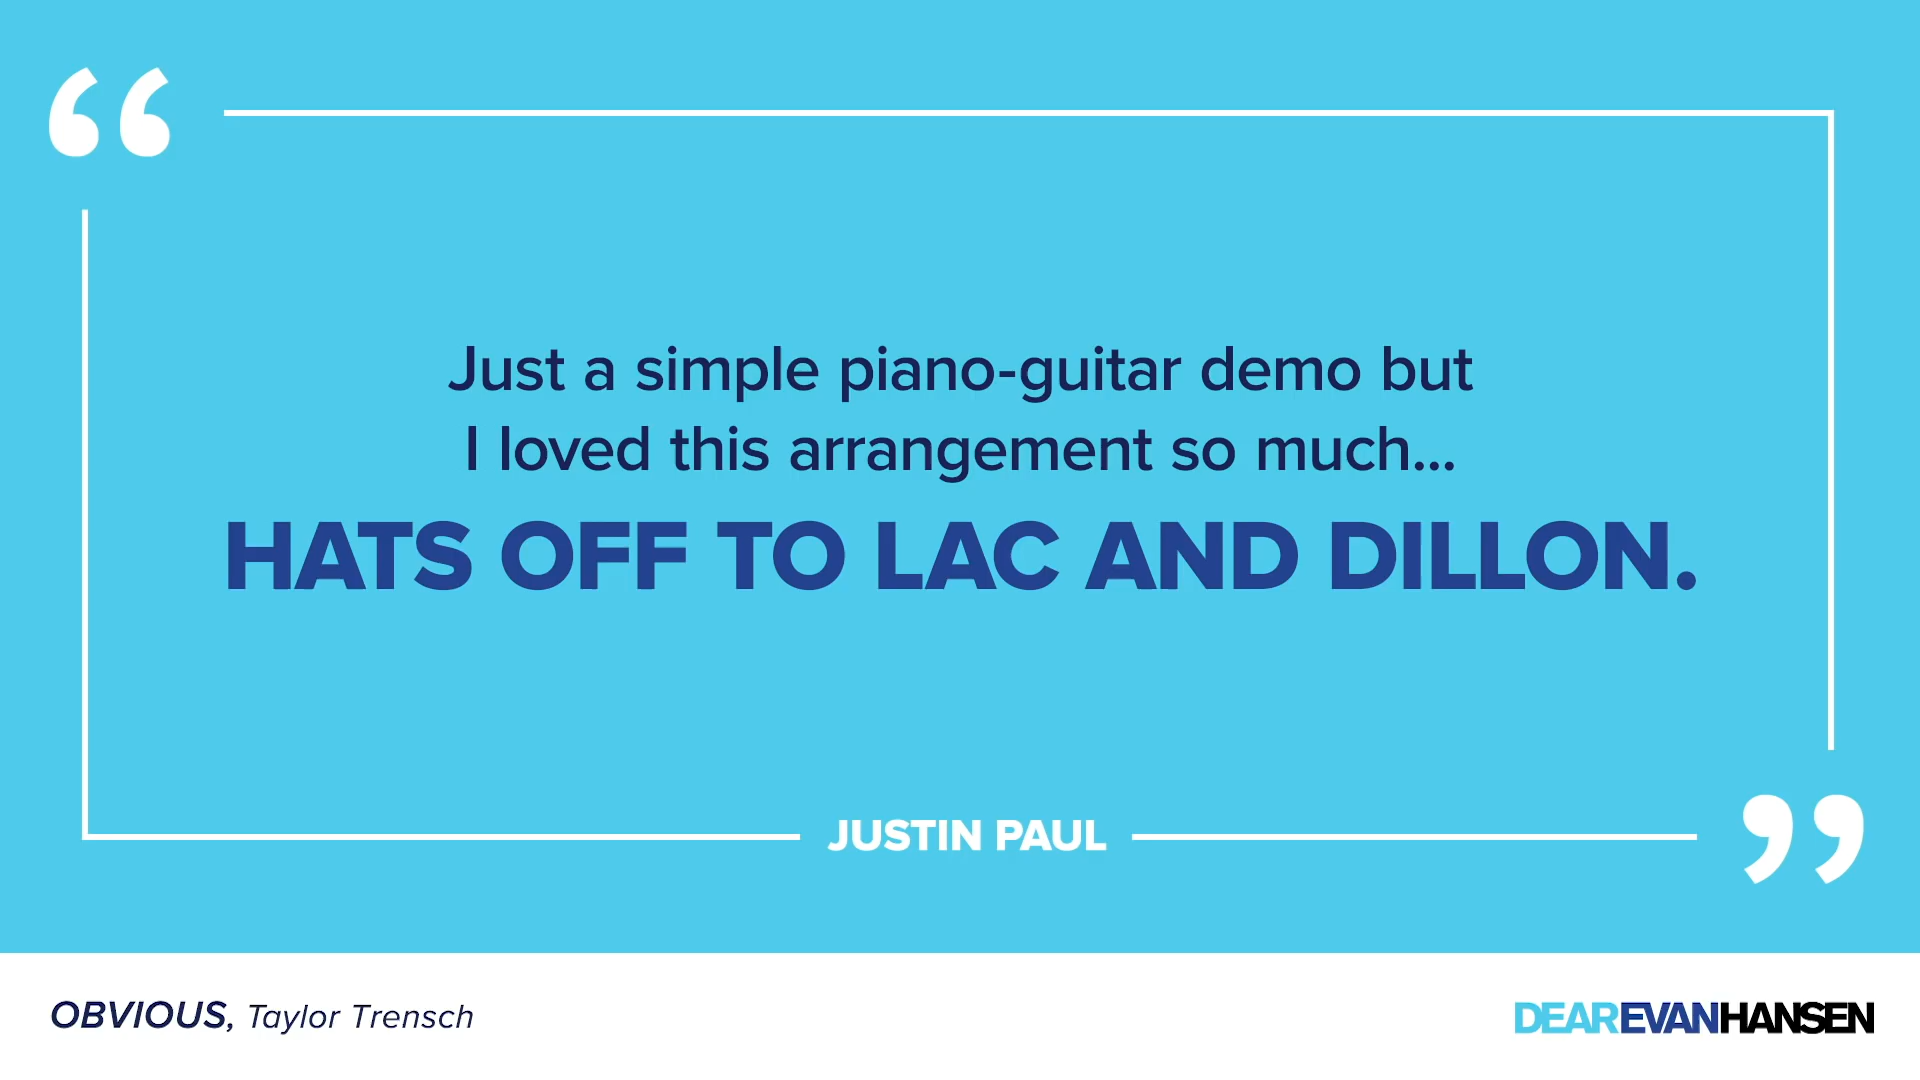 “
Just a simple piano-guitar demo but
I loved this arrangement so much...
HATS OFF TO LAC AND DILLON.
JUSTIN PAUL
”
OBVIOUS, Taylor Trensch
DEAREVANHANSEN